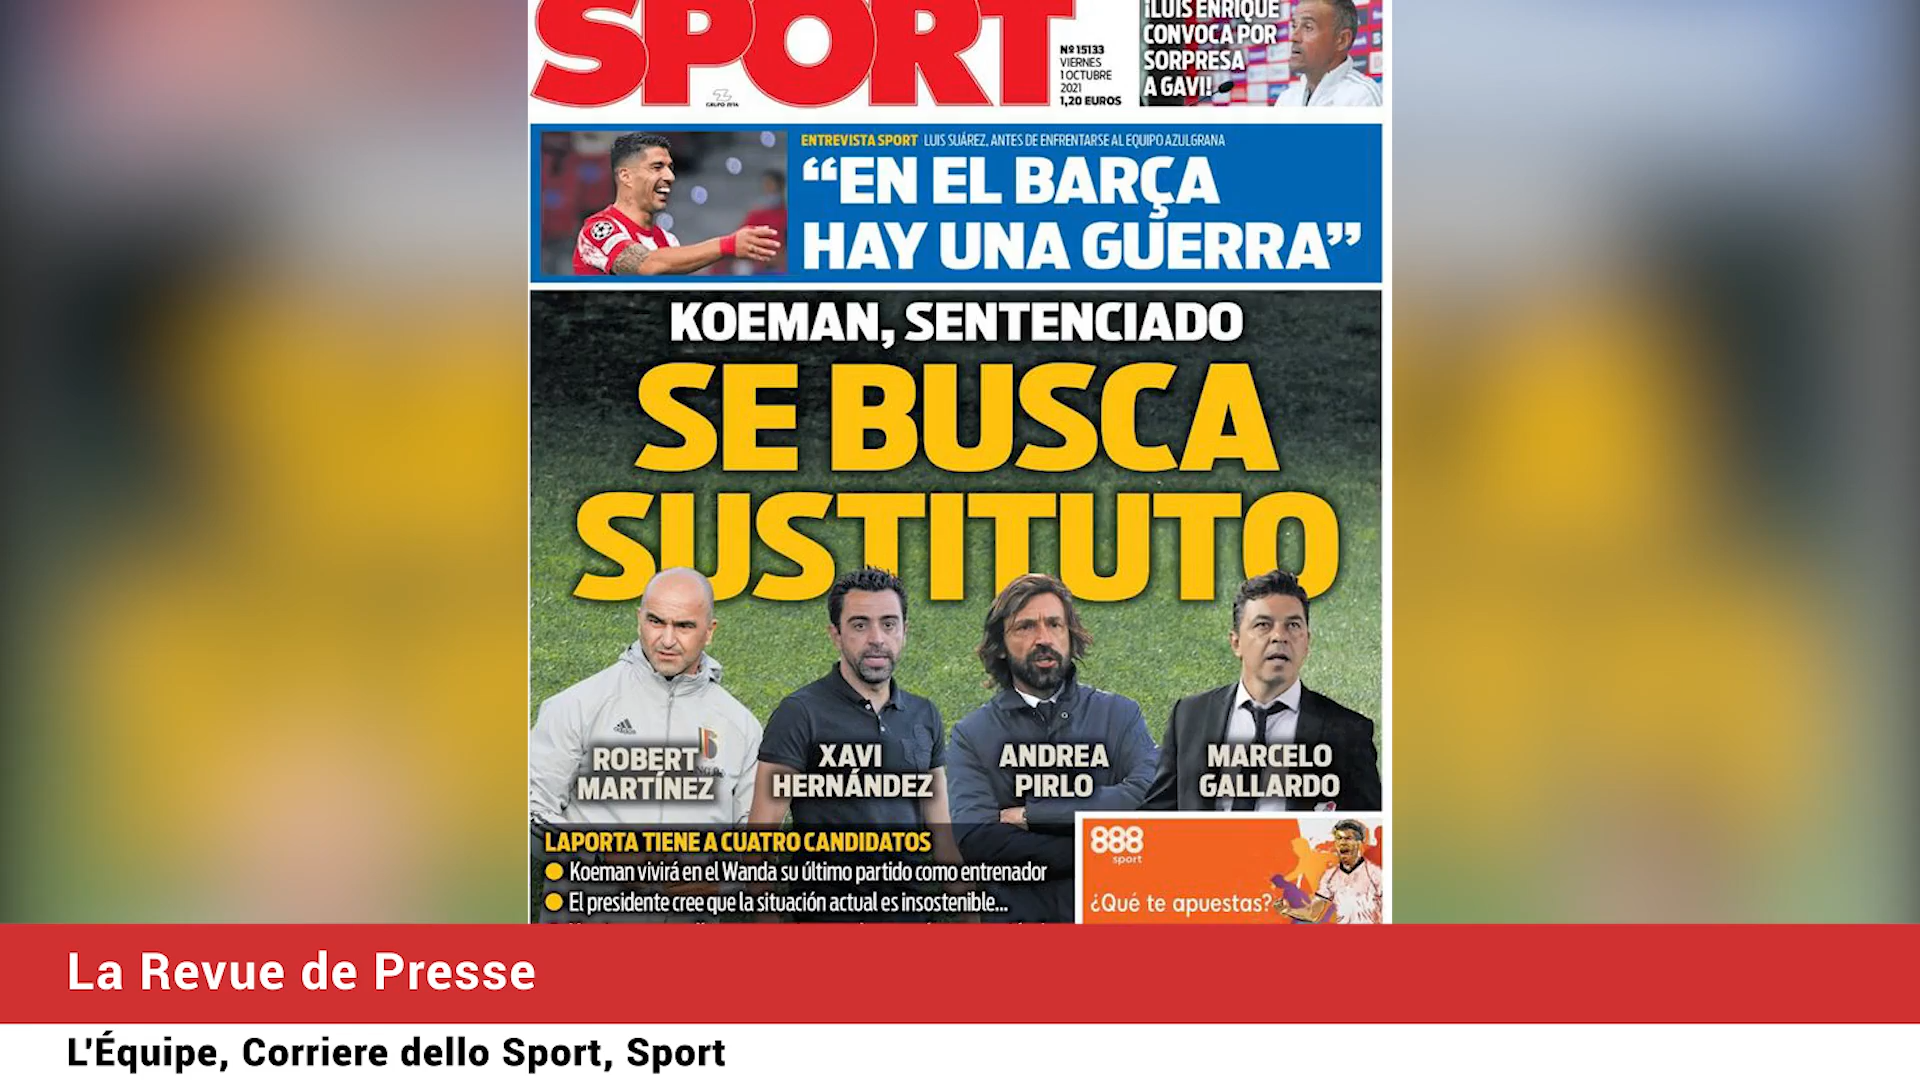 SPORT
GRUPO ZETA
Nº 15133
VIERNES
1 OCTUBRE
2021
1,20 EUROS
¡LUIS ENRIQUE
CONVOCA POR
SORPRESA
A GAVI!
ENTREVISTA SPORT LUIS SUÁREZ, ANTES DE ENFRENTARSE AL EQUIPO AZULGRANA
“EN EL BARÇA
HAY UNA GUERRA”
KOEMAN, SENTENCIADO
SE BUSCA
SUSTITUTO
ROBERT
MARTÍNEZ
XAVI
HERNÁNDEZ
ANDREA
PIRLO
MARCELO
GALLARDO
LAPORTA TIENE A CUATRO CANDIDATOS
Koeman vivirá en el Wanda su último partido como entrenador
El presidente cree que la situación actual es insostenible...
888
sport
¿Qué te apuestas?
La Revue de Presse
L'Équipe, Corriere dello Sport, Sport